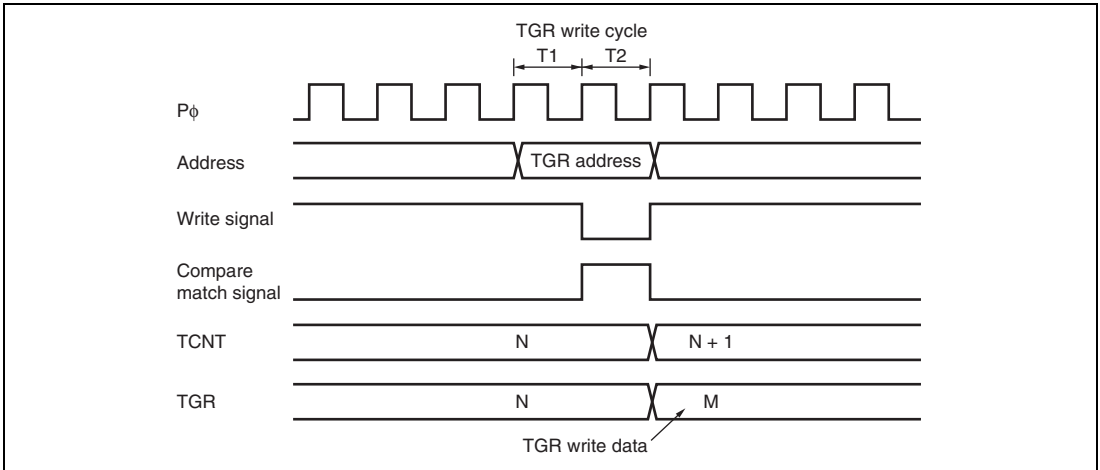 TGR write cycle
T1 T2
Pϕ
Address TGR address
Write signal
Compare
match signal
TCNT N N + 1
TGR N M
TGR write data